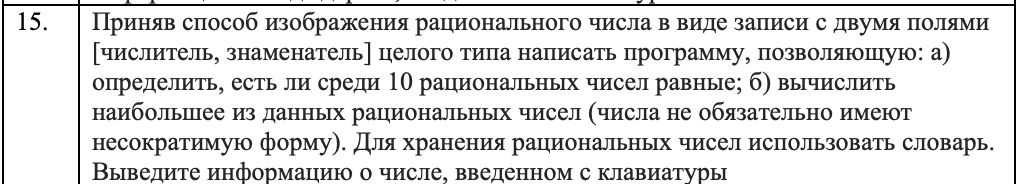 15. Приняв способ изображения рационального числа в виде записи с двумя полями
[числитель, знаменатель] целого типа написать программу, позволяющую: а)
определить, есть ли среди 10 рациональных чисел равные; б) вычислить
наибольшее из данных рациональных чисел (числа не обязательно имеют
несократимую форму). Для хранения рациональных чисел использовать словарь.
Выведите информацию о числе, введенном с клавиатуры